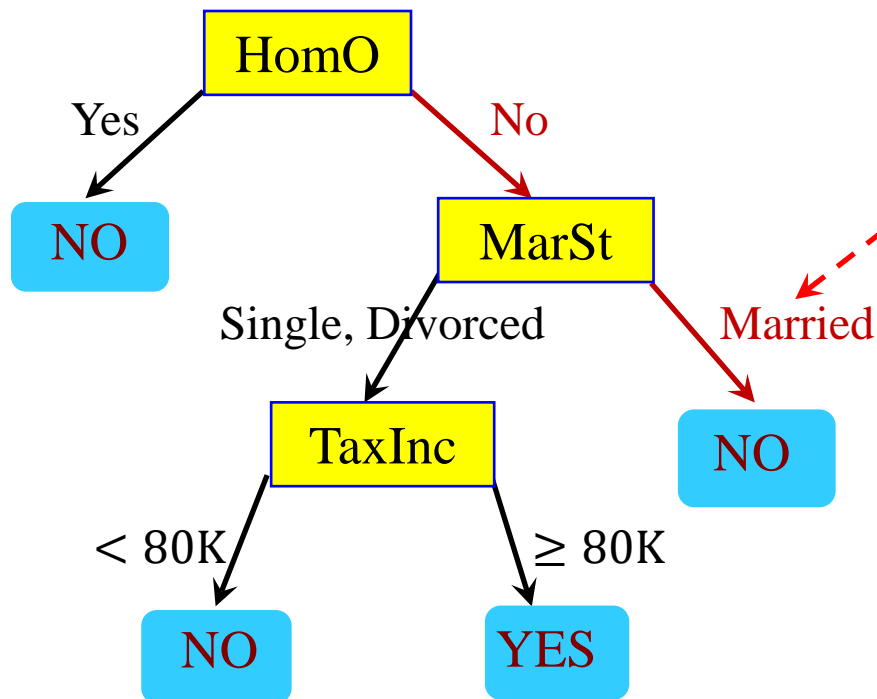 HomO
Yes
No
NO
MarSt
Single, Divorced
Married
TaxInc
NO
< 80K
≥ 80K
NO
YES